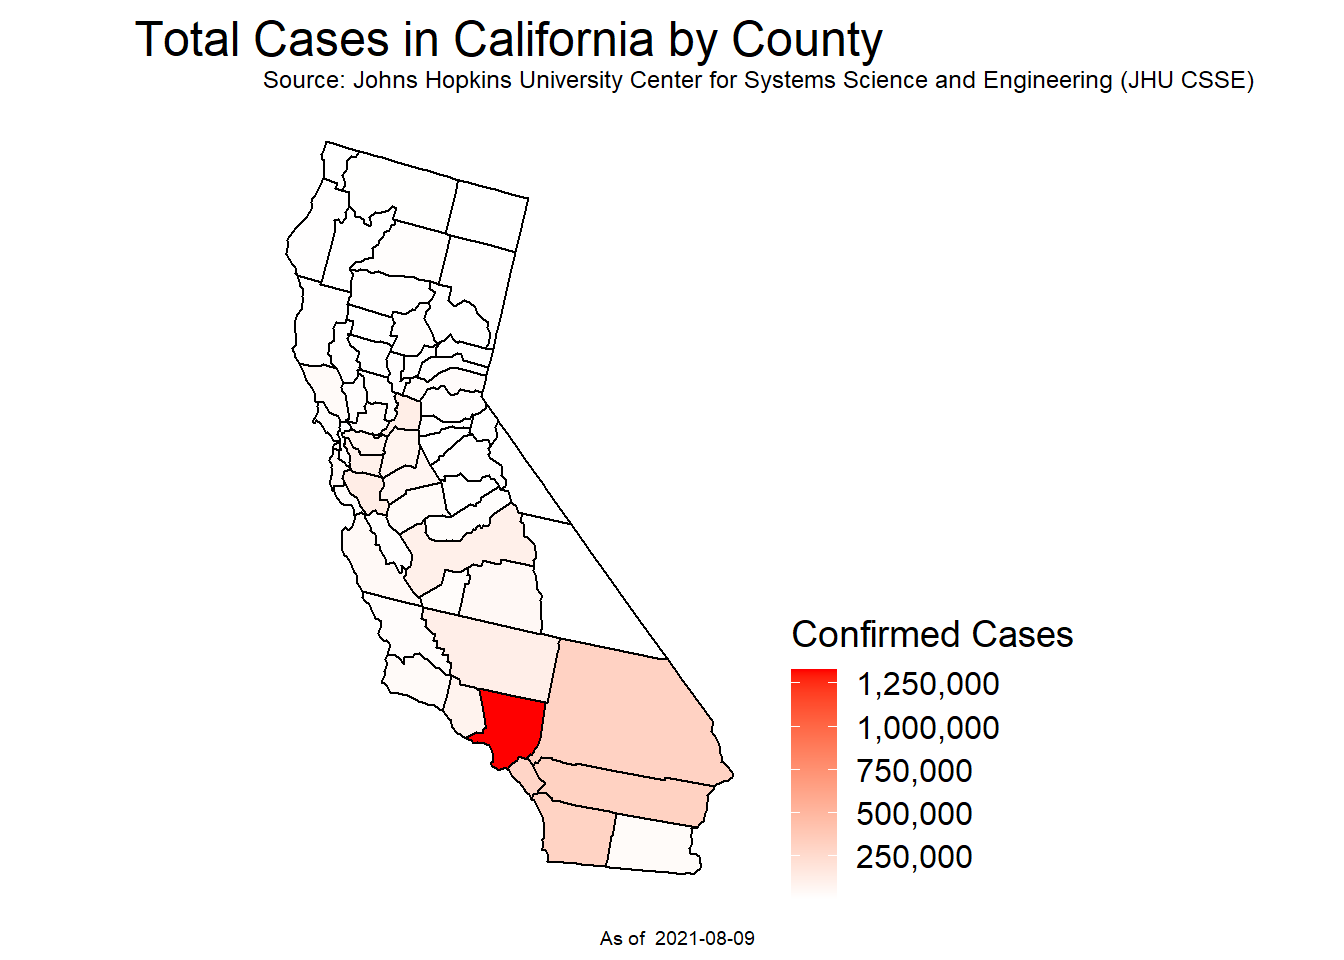 Total Cases in California by County
Source: Johns Hopkins University Center for Systems Science and Engineering (JHU CSSE)
Confirmed Cases
1,250,000
1,000,000
750,000
500,000
250,000
As of  2021-08-09